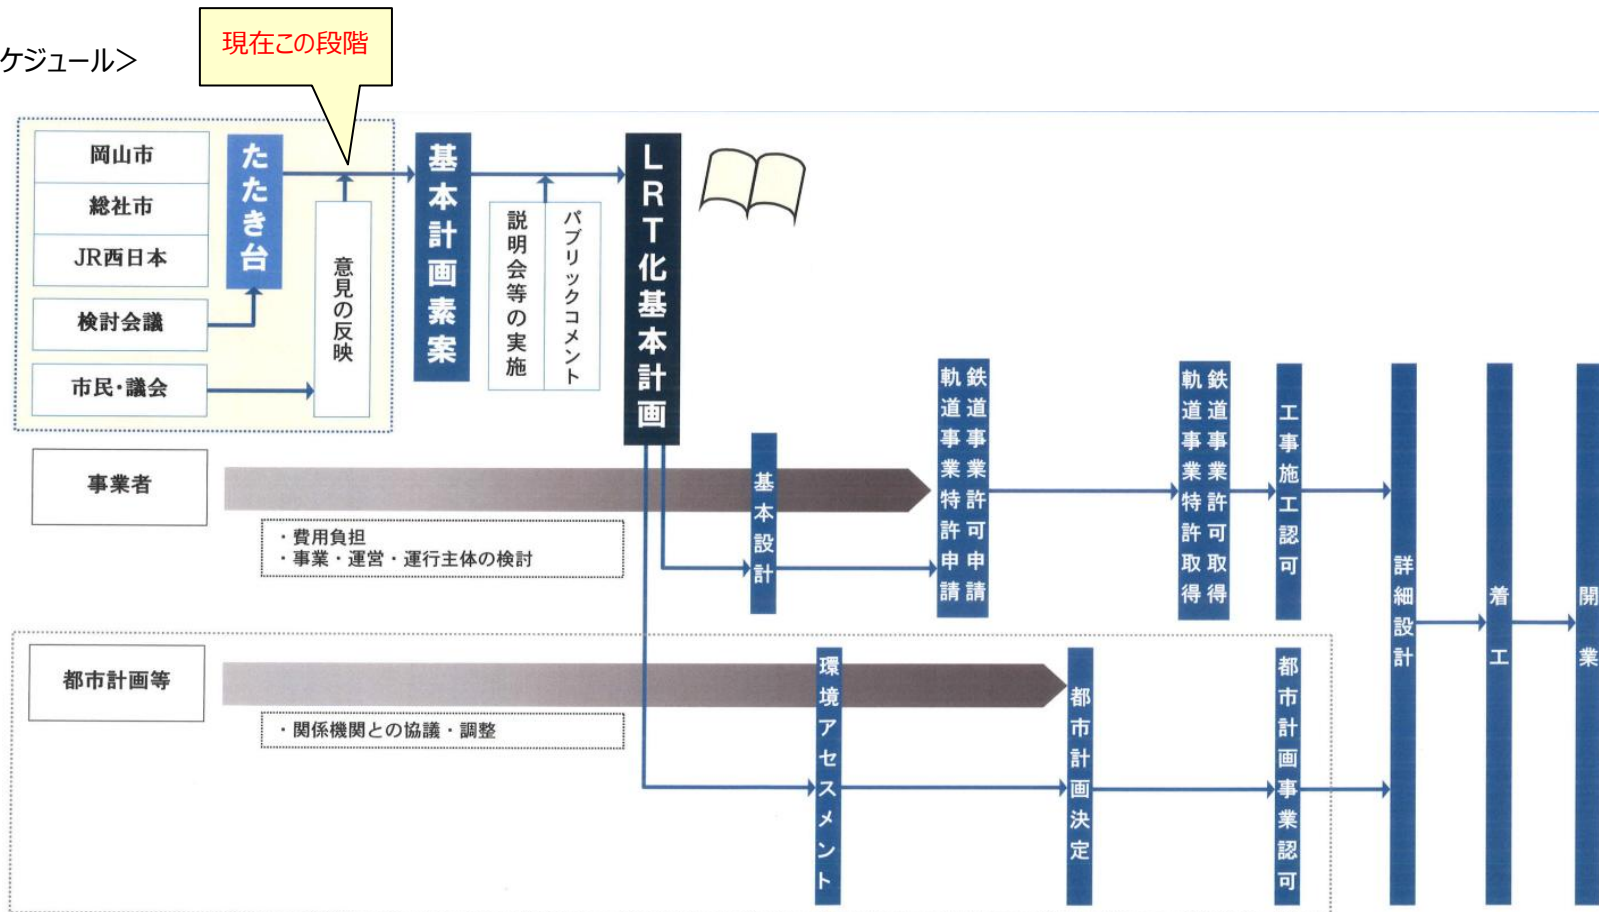 ケジュール＞
現在この段階
岡山市
総社市
JR西日本
検討会議
市民・議会
たたき台
意見の反映
基本計画素案
説明会等の実施
パブリックコメント
LRT化基本計画
事業者
・費用負担
・事業・運営・運行主体の検討
基本設計
鉄道事業許可申請
軌道事業特許申請
鉄道事業許可取得
軌道事業特許取得
工事施工認可
都市計画等
・関係機関との協議・調整
環境アセスメント
都市計画決定
都市計画事業認可
詳細設計
着工
開業